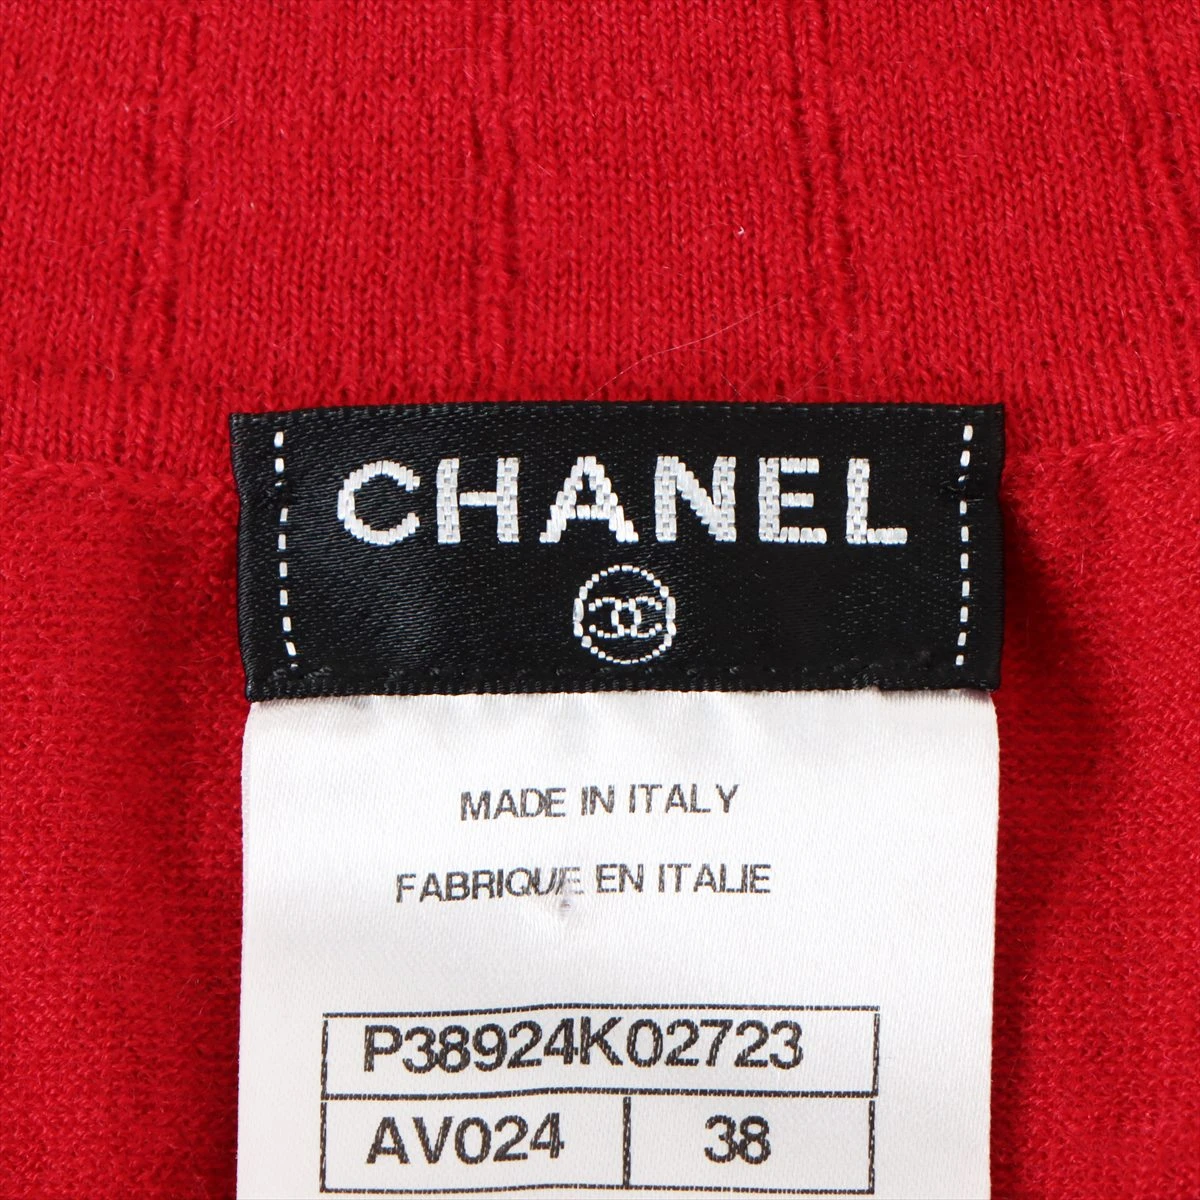 CHANEL
MADE IN ITALY
FABRIQUE EN ITALIE
P38924K02723
AV024 38